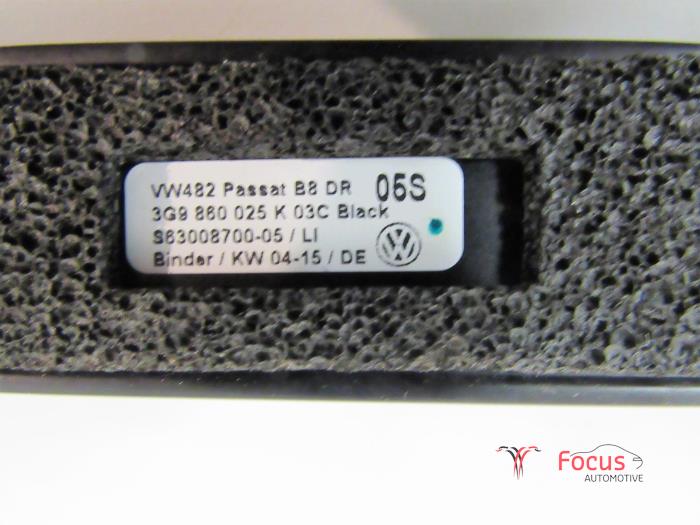 VW482 Passat B8 DR 05S
3G9 860 025 K 03C Black
S63008700-05 / LI
Binder / KW 04-15 / DE
Focus
AUTOMOTIVE